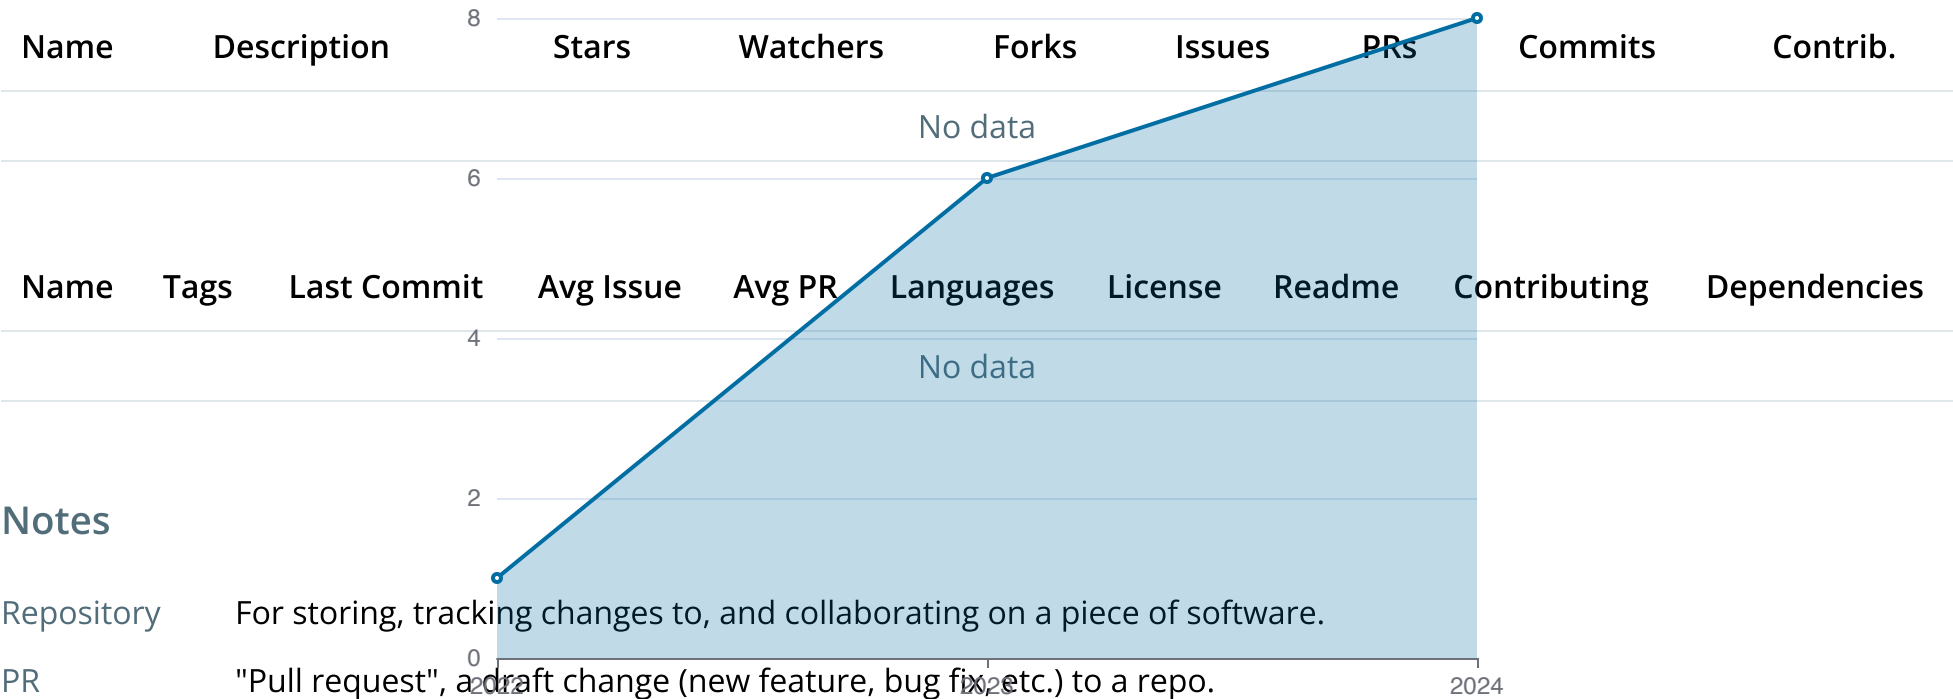 8
Name Description Stars Watchers Forks Issues PRs Commits Contrib.
No data
6
Name Tags Last Commit Avg Issue Avg PR Languages License Readme Contributing Dependencies
4
No data
2
Notes
Repository For storing, tracking changes to, and collaborating on a piece of software.
0
PR "Pull request", a draft change (new feature, bug fix, etc.) to a repo.
2022 2023 2024